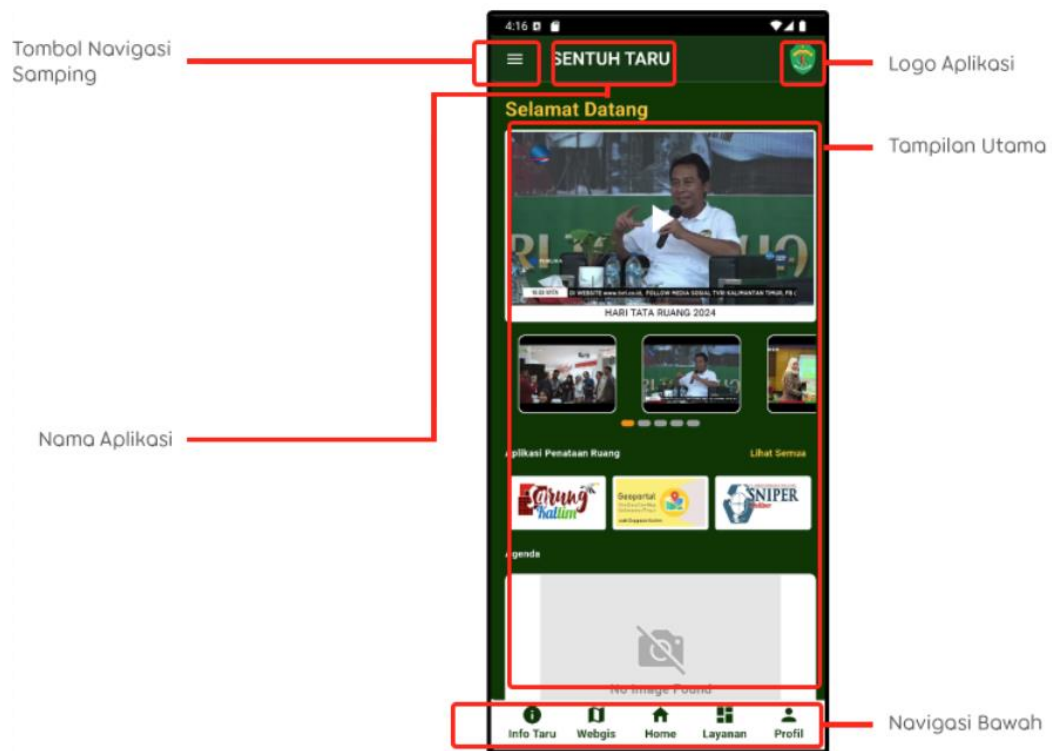 4:16
Tombol Navigasi
Samping
SENTUH TARU
Logo Aplikasi
Selamat Datang
Tampilan Utama
HARI TATA RUANG 2024
Nama Aplikasi
Aplikasi Penataan Ruang
Lihat Semua
Sarung
Kaltim
Geoportal
SNIPER
Agenda
No Image Found
Info Taru
Webgis
Home
Layanan
Profil
Navigasi Bawah